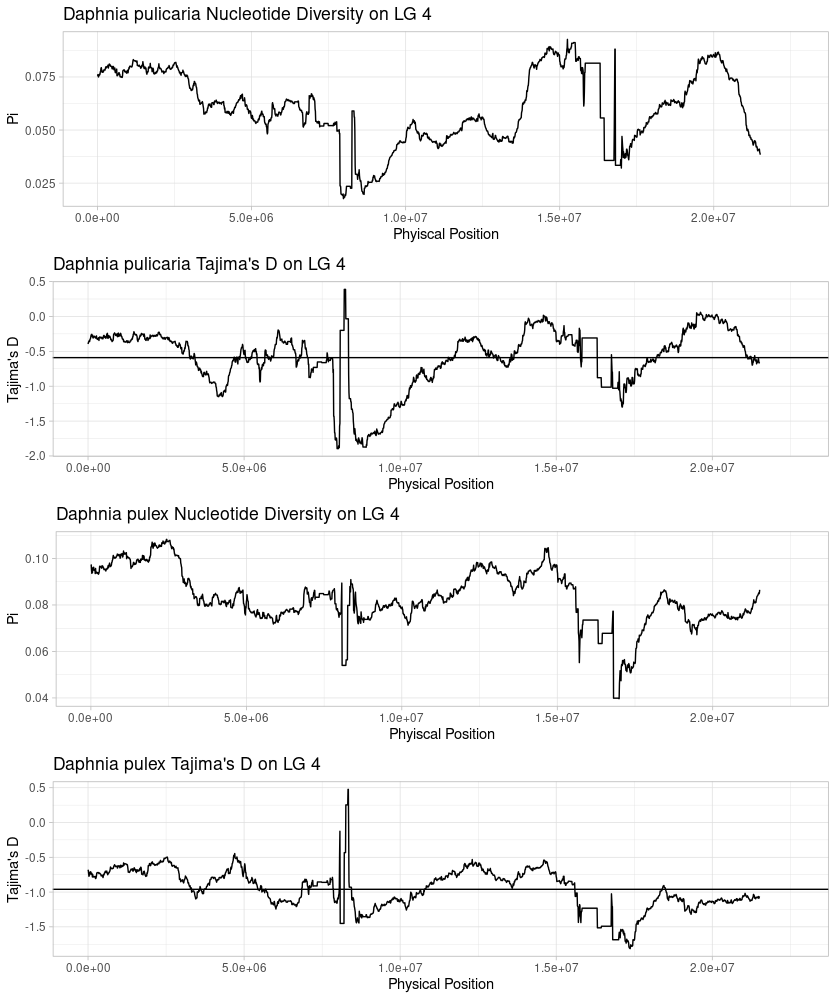 Daphnia pulicaria Nucleotide Diversity on LG 4
0.075
0.050
0.025
Pi
0.0e+00 5.0e+06 1.0e+07 1.5e+07 2.0e+07
Phyiscal Position
Daphnia pulicaria Tajima's D on LG 4
0.5
0.0
-0.5
-1.0
-1.5
-2.0
Tajima's D
0.0e+00 5.0e+06 1.0e+07 1.5e+07 2.0e+07
Physical Position
Daphnia pulex Nucleotide Diversity on LG 4
0.10
0.08
0.06
0.04
Pi
0.0e+00 5.0e+06 1.0e+07 1.5e+07 2.0e+07
Phyiscal Position
Daphnia pulex Tajima's D on LG 4
0.5
0.0
-0.5
-1.0
-1.5
Tajima's D
0.0e+00 5.0e+06 1.0e+07 1.5e+07 2.0e+07
Physical Position